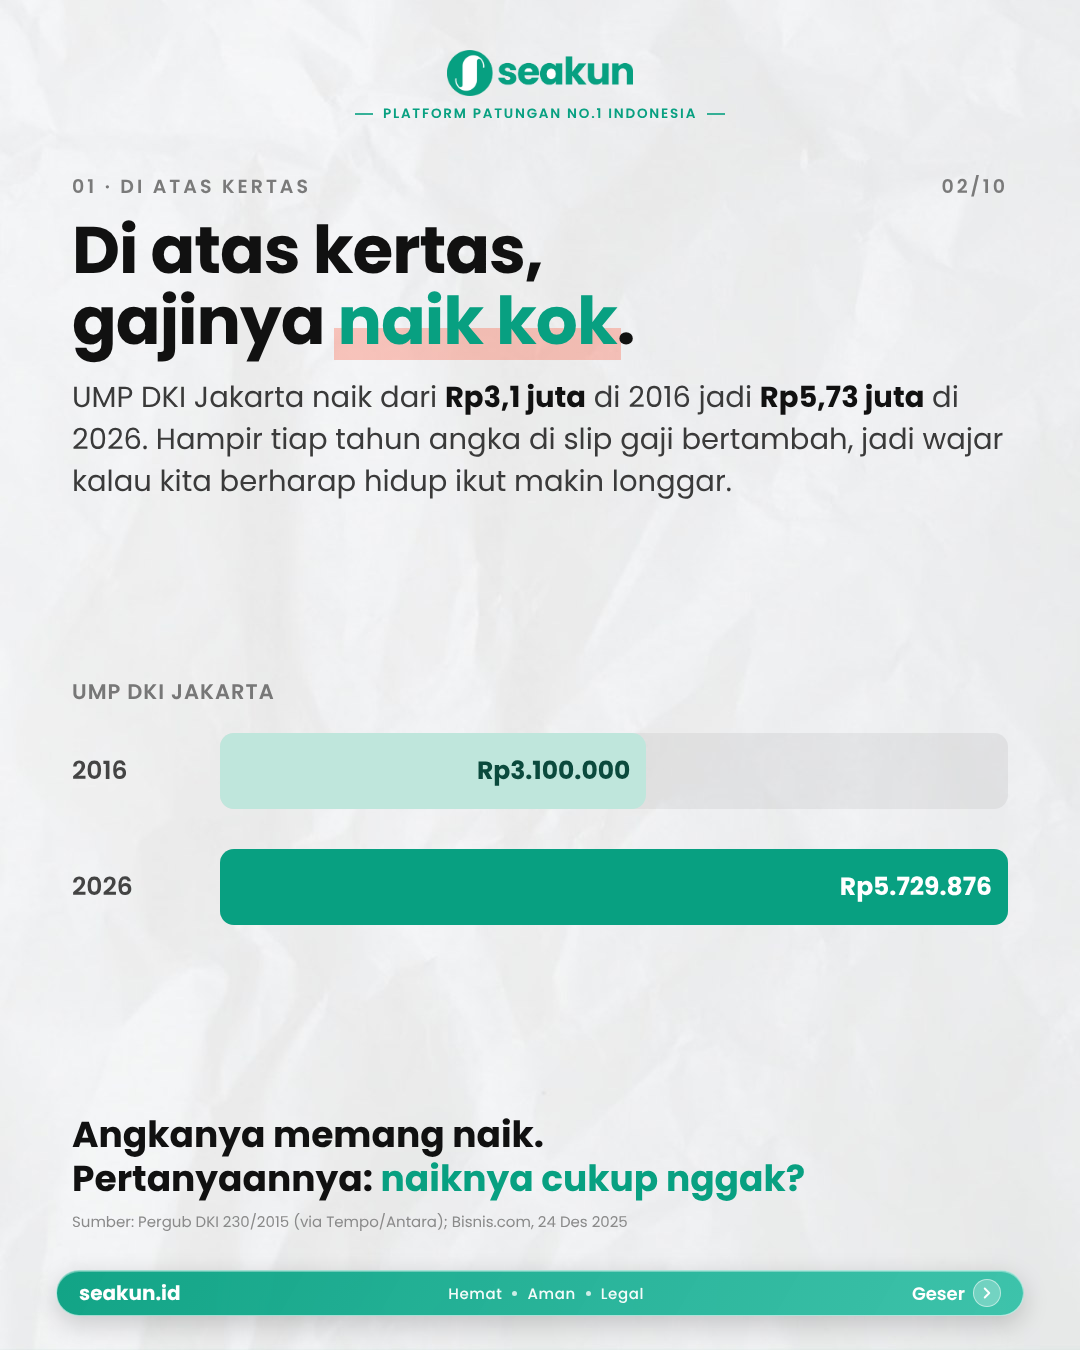 seakun
PLATFORM PATUNGAN NO.1 INDONESIA
01 · DI ATAS KERTAS
02/10
Di atas kertas,
gajinya naik kok.
UMP DKI Jakarta naik dari Rp3,1 juta di 2016 jadi Rp5,73 juta di
2026. Hampir tiap tahun angka di slip gaji bertambah, jadi wajar
kalau kita berharap hidup ikut makin longgar.
UMP DKI JAKARTA
2016
Rp3.100.000
2026
Rp5.729.876
Angkanya memang naik.
Pertanyaannya: naiknya cukup nggak?
Sumber: Pergub DKI 230/2015 (via Tempo/Antara); Bisnis.com, 24 Des 2025
seakun.id
Hemat • Aman • Legal
Geser